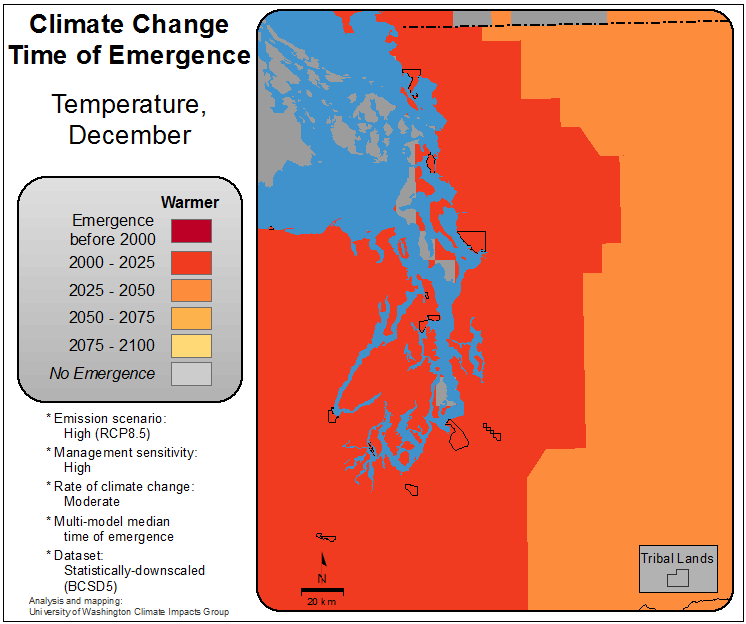 Climate Change
Time of Emergence
Temperature,
December
Warmer
Emergence
before 2000
2000 - 2025
2025 - 2050
2050 - 2075
2075 - 2100
No Emergence
* Emission scenario:
High (RCP8.5)
* Management sensitivity:
High
* Rate of climate change:
Moderate
* Multi-model median
time of emergence
* Dataset:
Statistically-downscaled
(BCSD5)
Analysis and mapping:
University of Washington Climate Impacts Group
N
20 km
Tribal Lands